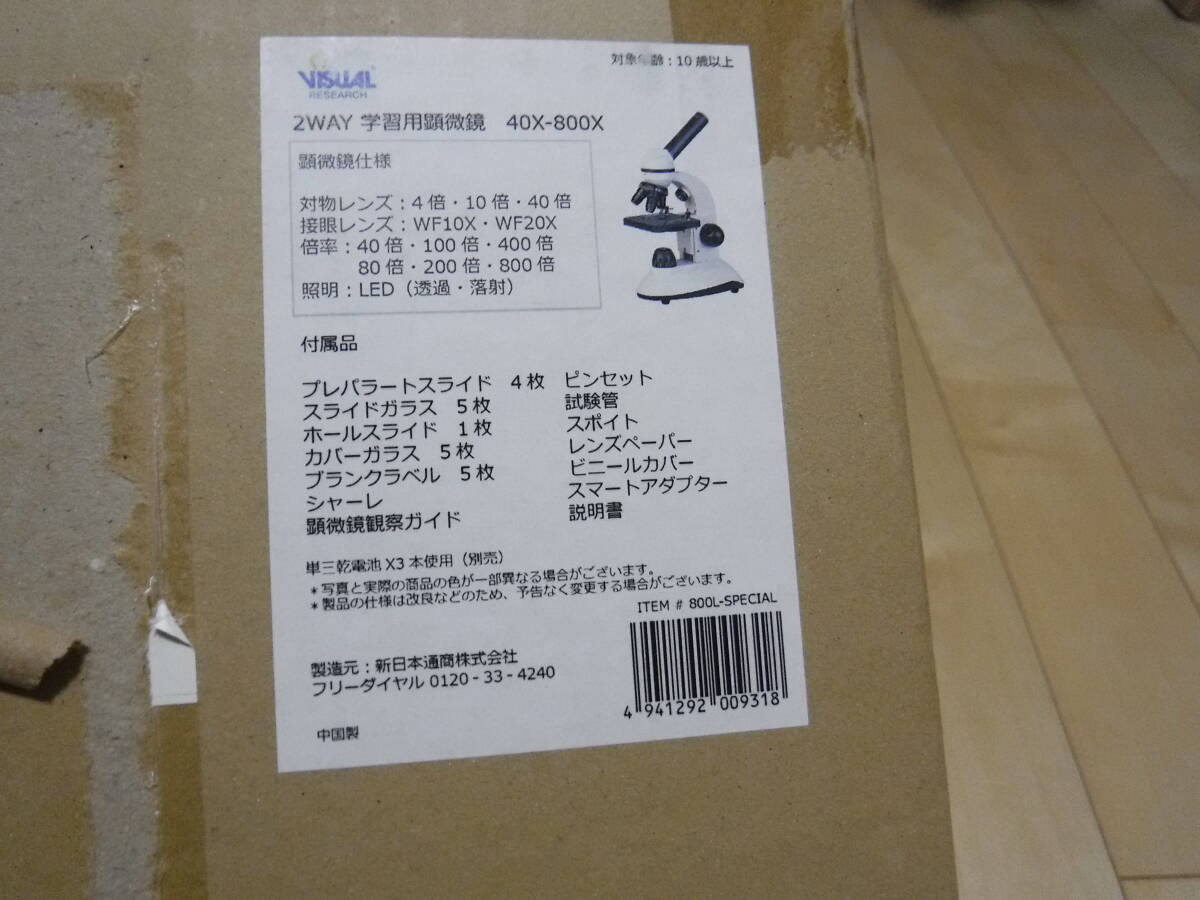 VISUAL
RESEARCH
対象年齢：10歳以上
2WAY 学習用顕微鏡　40X-800X
顕微鏡仕様
対物レンズ：4倍・10倍・40倍
接眼レンズ：WF10X・WF20X
倍率：40倍・100倍・400倍
80倍・200倍・800倍
照明：LED（透過・落射）
付属品
プレパラートスライド　4枚
スライドガラス　5枚
ホールスライド　1枚
カバーガラス　5枚
ブランクラベル　5枚
シャーレ
顕微鏡観察ガイド
ピンセット
試験管
スポイト
レンズペーパー
ビニールカバー
スマートアダプター
説明書
単三乾電池X3本使用（別売）
＊写真と実際の商品の色が一部異なる場合がございます。
＊製品の仕様は改良などのため、予告なく変更する場合がございます。
ITEM # 800L-SPECIAL
4 941292 009318
製造元：新日本通商株式会社
フリーダイヤル 0120-33-4240
中国製